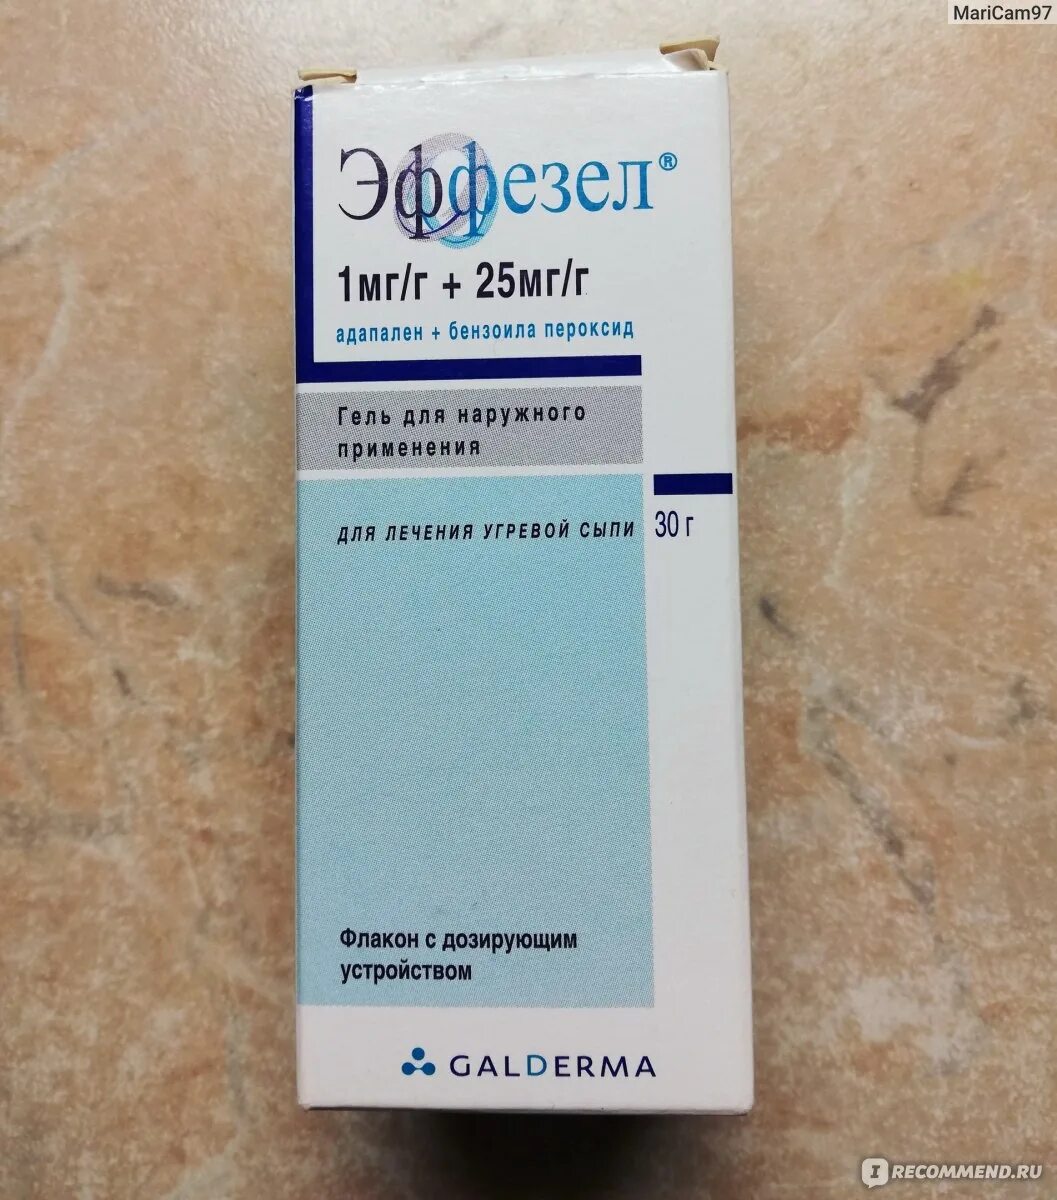 MariCam97
Эффезел®
1мг/г + 25мг/г
адапален + бензоила пероксид
Гель для наружного
применения
ДЛЯ ЛЕЧЕНИЯ УГРЕВОЙ СЫПИ
30 г
Флакон с дозирующим
устройством
GALDERMA
I RECOMMEND.RU